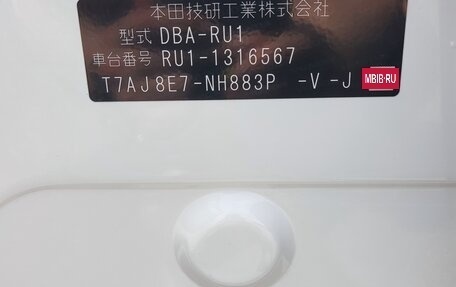 本田技研工業株式会社
型式 DBA-RU1
車台番号 RU1-1316567
T7AJ8E7-NH883P -V -J
MBIB.RU